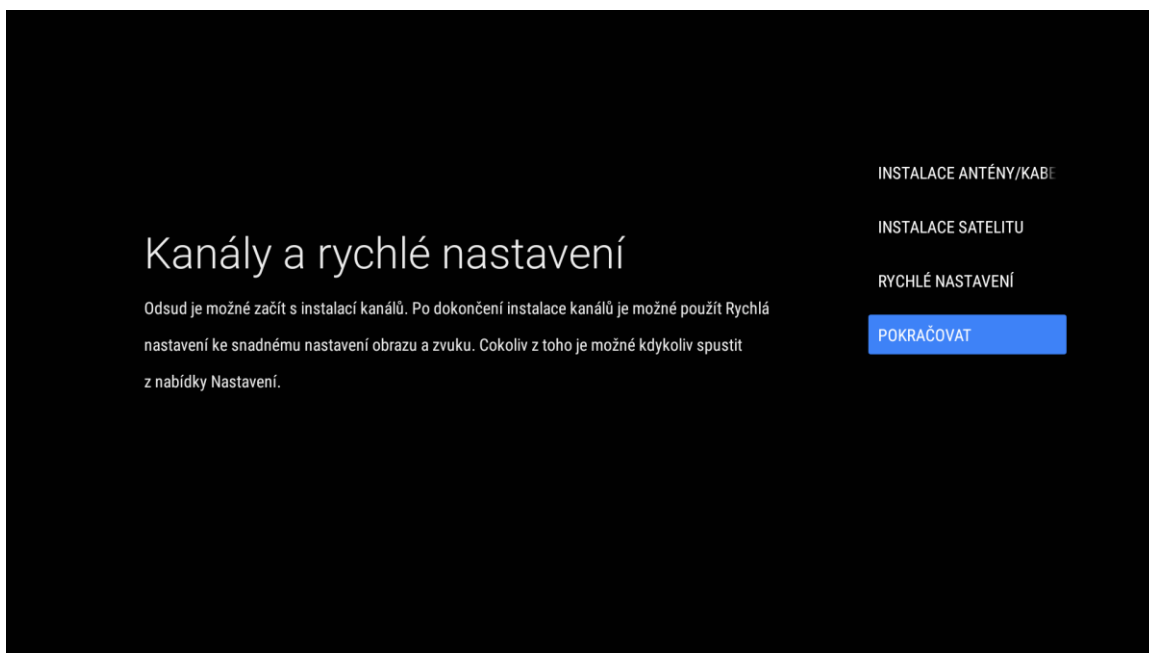 INSTALACE ANTÉNY/KABE
INSTALACE SATELITU
Kanály a rychlé nastavení
RYCHLÉ NASTAVENÍ
Odsud je možné začít s instalací kanálů. Po dokončení instalace kanálů je možné použít Rychlá
nastavení ke snadnému nastavení obrazu a zvuku. Cokoliv z toho je možné kdykoliv spustit
z nabídky Nastavení.
POKRAČOVAT